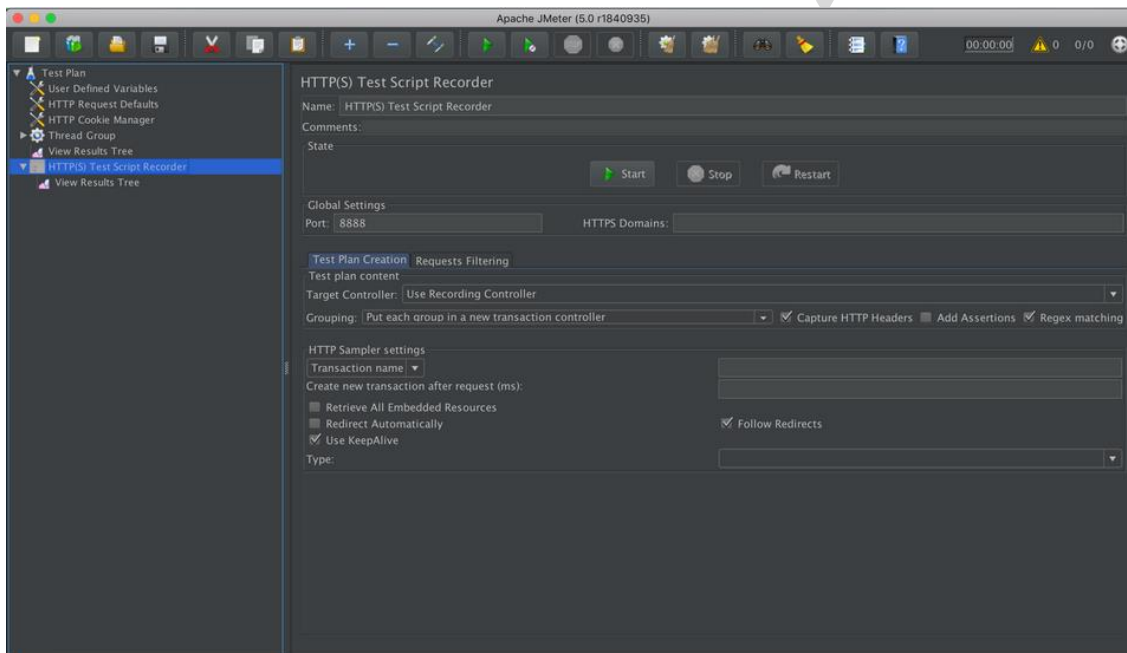 Apache JMeter (5.0 r1840935)
00:00:00 0 0/0
Test Plan
User Defined Variables
HTTP Request Defaults
HTTP Cookie Manager
Thread Group
View Results Tree
HTTP(S) Test Script Recorder
View Results Tree
HTTP(S) Test Script Recorder
Name: HTTP(S) Test Script Recorder
Comments:
State
Start Stop Restart
Global Settings
Port: 8888 HTTPS Domains:
Test Plan Creation Requests Filtering
Test plan content
Target Controller: Use Recording Controller
Grouping: Put each group in a new transaction controller Capture HTTP Headers Add Assertions Regex matching
HTTP Sampler settings
Transaction name
Create new transaction after request (ms):
Retrieve All Embedded Resources
Redirect Automatically Follow Redirects
Use KeepAlive
Type: